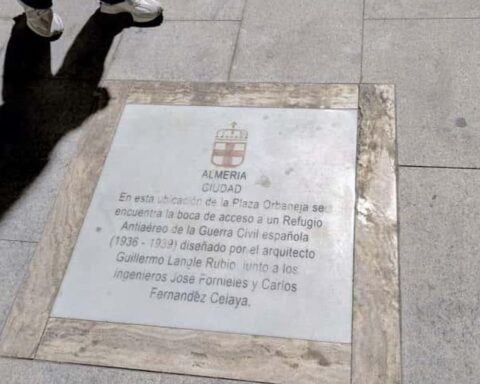 ALMERIA
CIUDAD
En esta ubicación de la Plaza Orbaneja se
encuentra la boca de acceso a un Refugio
Antiaéreo de la Guerra Civil española
(1936 - 1939) diseñado por el arquitecto
Guillermo Langle Rubio, junto a los
ingenieros José Fornieles y Carlos
Fernández Celaya.